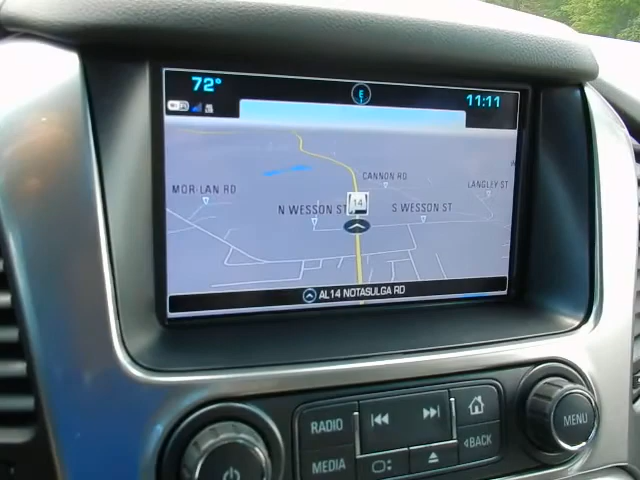 72°
E
11:11
CANNON RD
MOR-LAN RD
LANGLEY ST
14
N WESSON ST
S WESSON ST
AL14 NOTASULGA RD
RADIO
MENU
MEDIA
BACK